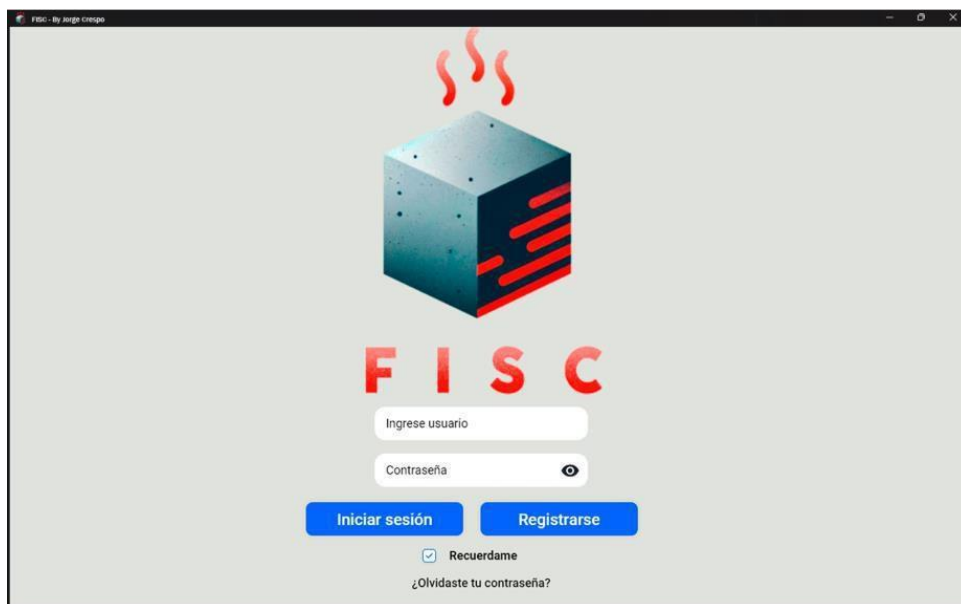 FISC - By Jorge Crespo
FISC
Ingrese usuario
Contraseña
Iniciar sesión Registrarse
Recuerdame
¿Olvidaste tu contraseña?